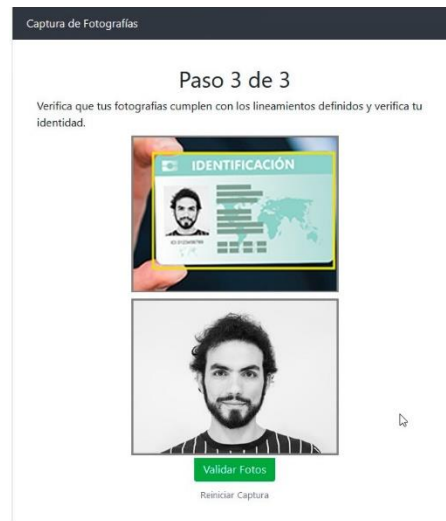 Captura de Fotografías
Paso 3 de 3
Verifica que tus fotografias cumplen con los lineamientos definidos y verifica tu
identidad.
IDENTIFICACIÓN
Validar Fotos
Reiniciar Captura